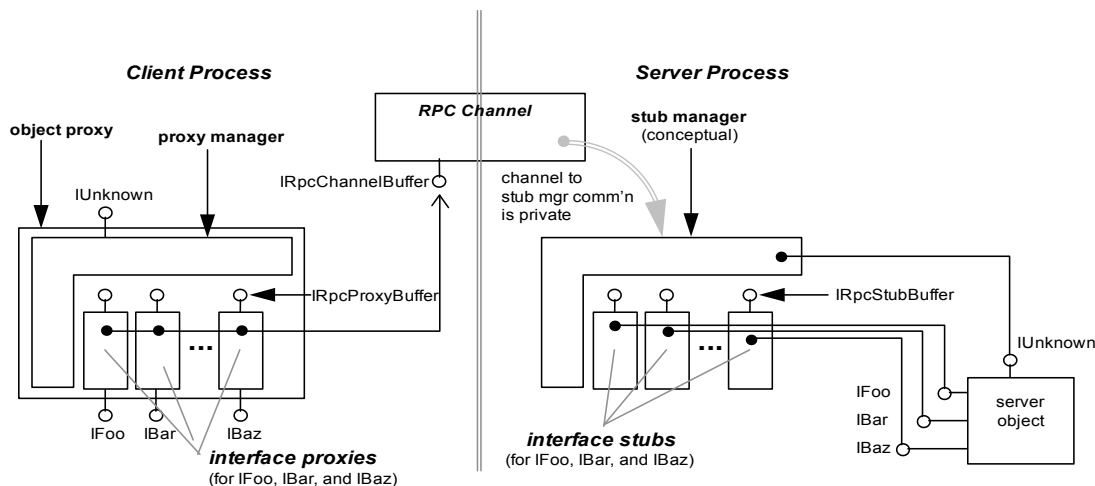 Client Process
Server Process
RPC Channel
object proxy
proxy manager
stub manager
(conceptual)
IUnknown
IRpcChannelBuffer
channel to
stub mgr comm'n
is private
IRpcProxyBuffer
IRpcStubBuffer
...
...
IUnknown
IFoo
IBar
IBaz
server
object
IFoo
IBar
IBaz
interface proxies
(for IFoo, IBar, and IBaz)
interface stubs
(for IFoo, IBar, and IBaz)